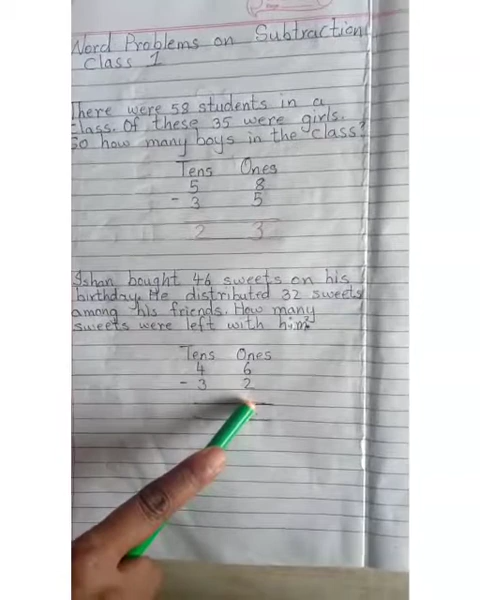 Word Problems on Subtraction
Class 1
There were 58 students in a
class. Of these 35 were girls.
So how many boys in the class?
Tens Ones
5 8
- 3 5
2 3
Ishan bought 46 sweets on his
birthday. He distributed 32 sweets
among his friends. How many
sweets were left with him?
Tens Ones
4 6
- 3 2